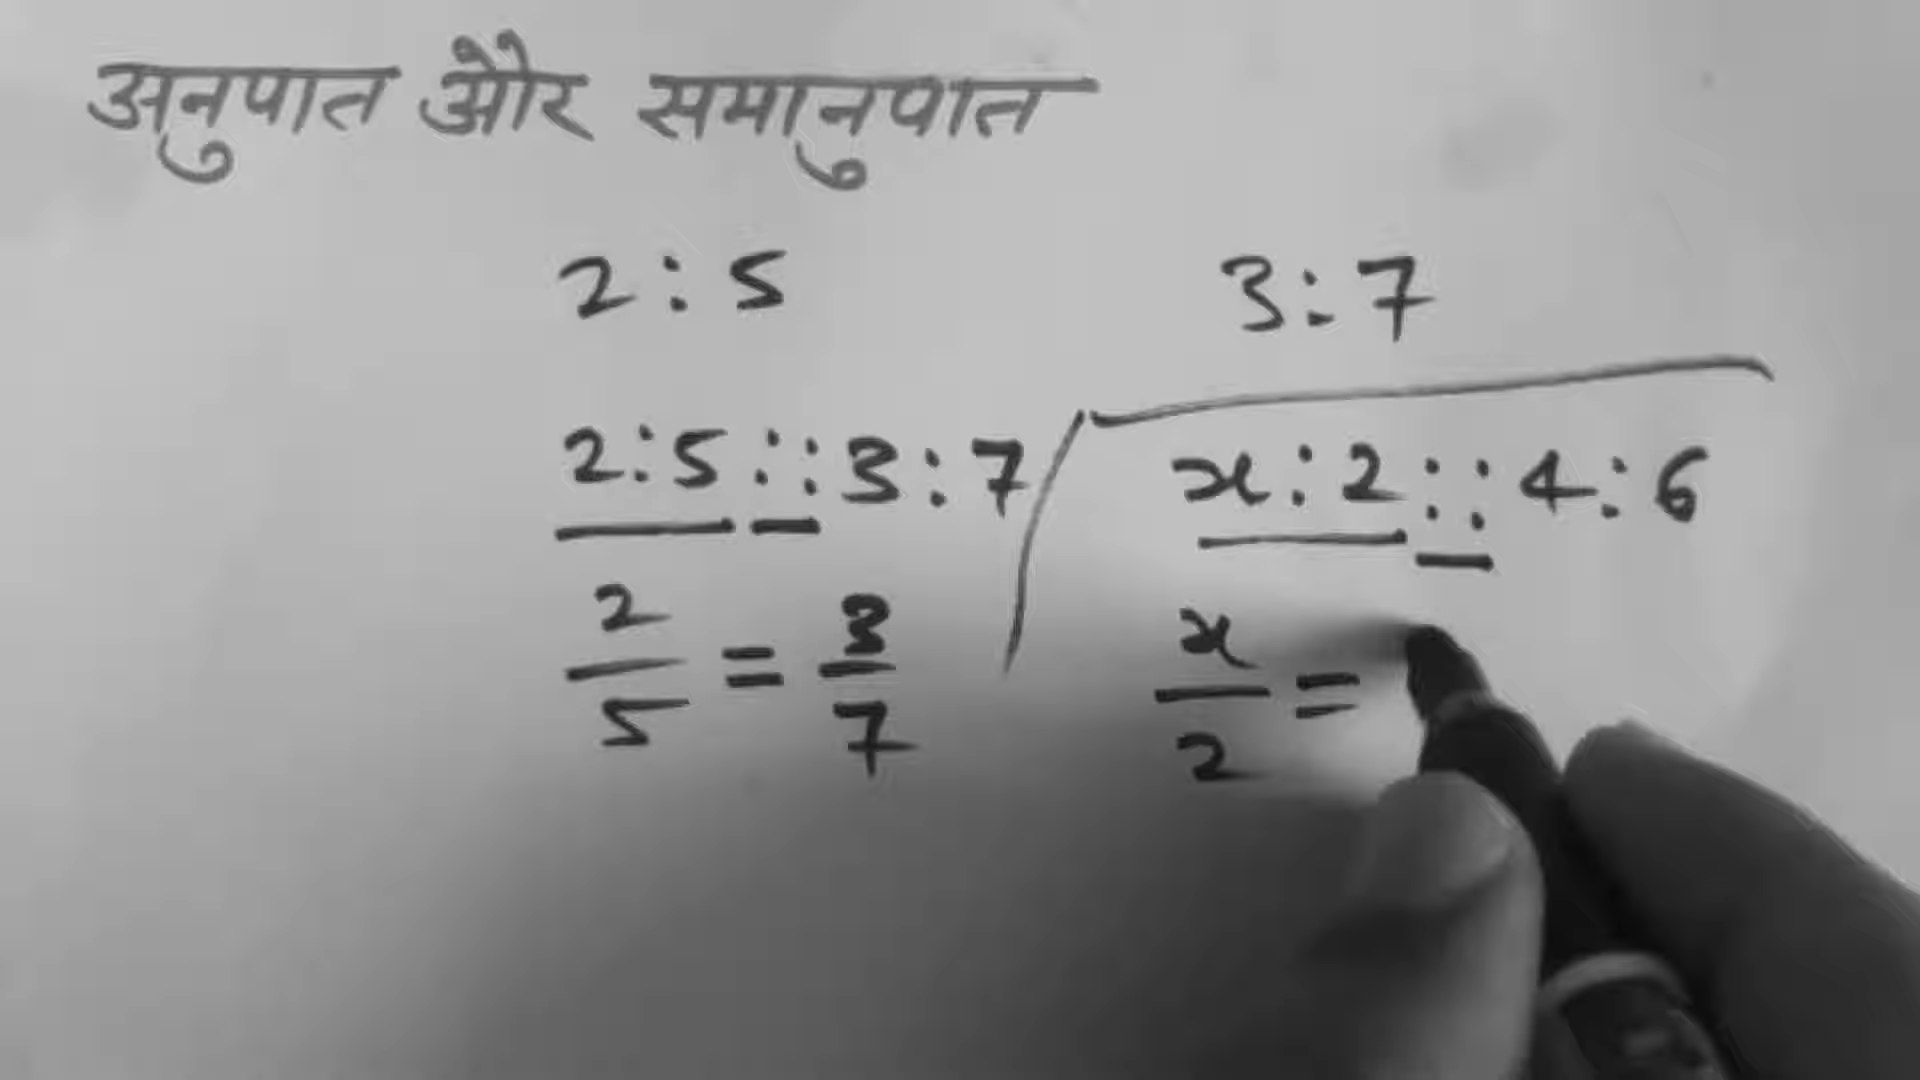 अनुपात और समानुपात
2 : 5 3 : 7
2 : 5 :: 3 : 7 x : 2 :: 4 : 6
2/5 = 3/7 x/2 =